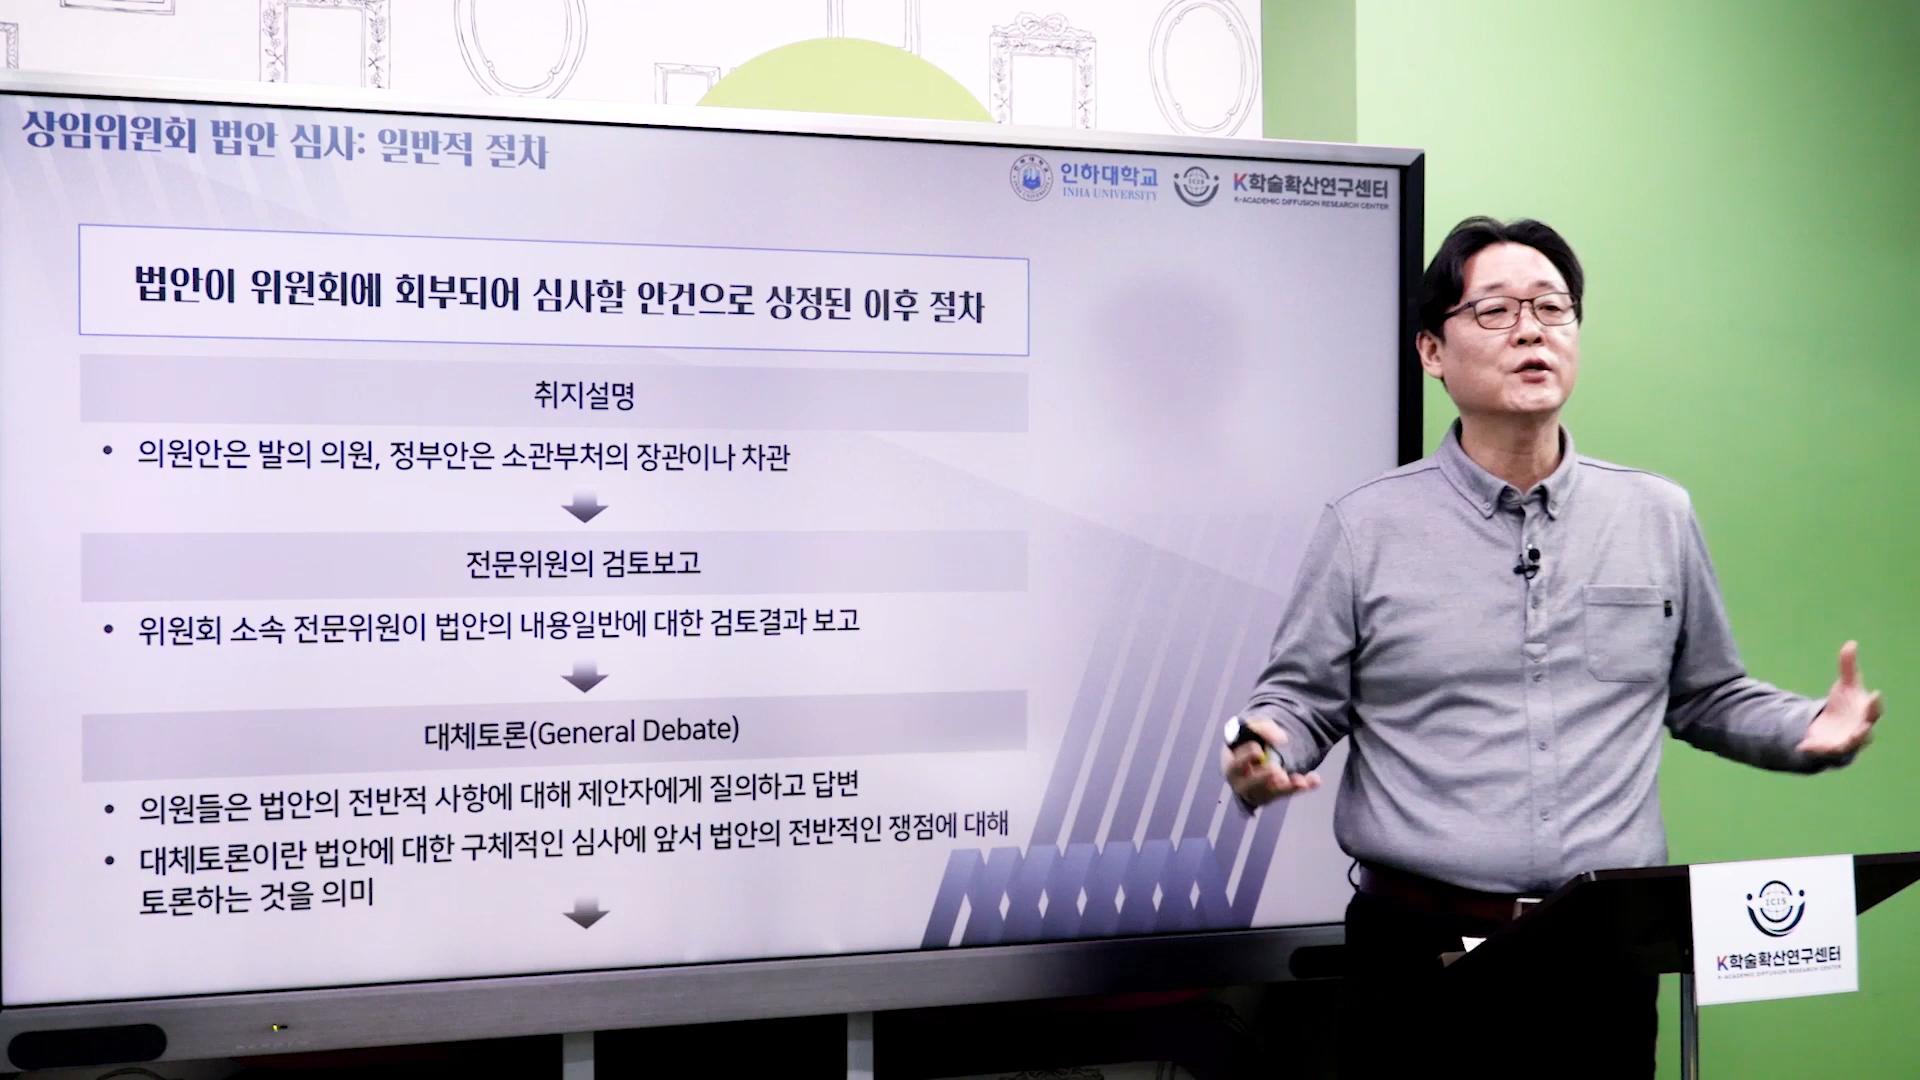 상임위원회 법안 심사: 일반적 절차
인하대학교
INHA UNIVERSITY
ICIS
K학술확산연구센터
K-ACADEMIC DIFFUSION RESEARCH CENTER
법안이 위원회에 회부되어 심사할 안건으로 상정된 이후 절차
취지설명
• 의원안은 발의 의원, 정부안은 소관부처의 장관이나 차관
전문위원의 검토보고
• 위원회 소속 전문위원이 법안의 내용일반에 대한 검토결과 보고
대체토론(General Debate)
• 의원들은 법안의 전반적 사항에 대해 제안자에게 질의하고 답변
• 대체토론이란 법안에 대한 구체적인 심사에 앞서 법안의 전반적인 쟁점에 대해
토론하는 것을 의미
ICIS
K학술확산연구센터
K-ACADEMIC DIFFUSION RESEARCH CENTER